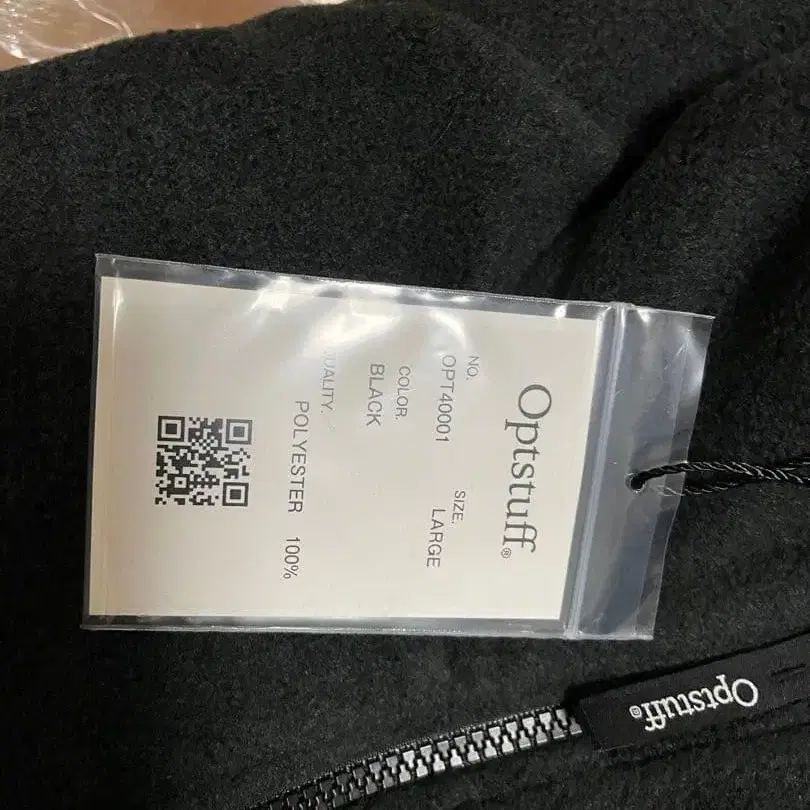 Optstuff®
NO. SIZE.
OPT40001 LARGE
COLOR.
BLACK
QUALITY.
POLYESTER 100%
Optstuff®